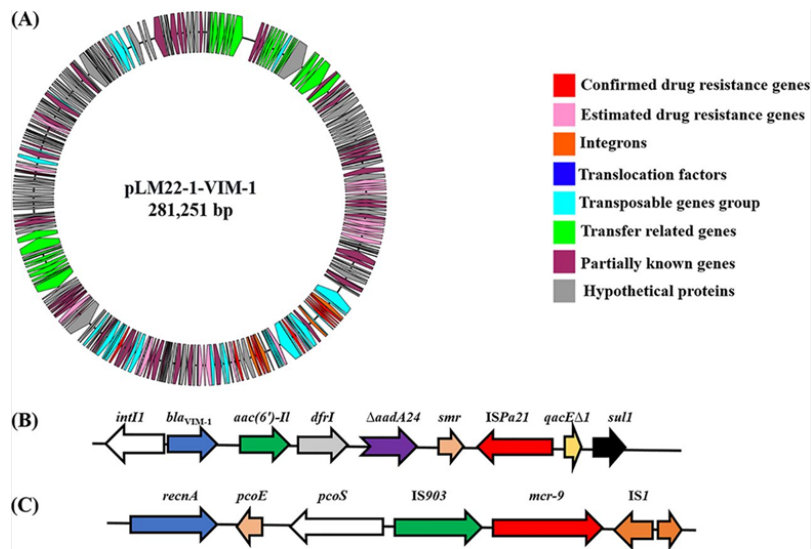 (A)
pLM22-1-VIM-1
281,251 bp
Confirmed drug resistance genes
Estimated drug resistance genes
Integrons
Translocation factors
Transposable genes group
Transfer related genes
Partially known genes
Hypothetical proteins
(B)
intI1 blaVIM-1 aac(6')-Il dfrI ΔaadA24 smr ISPa21 qacEΔ1 sul1
(C)
recnA pcoE pcoS IS903 mcr-9 IS1